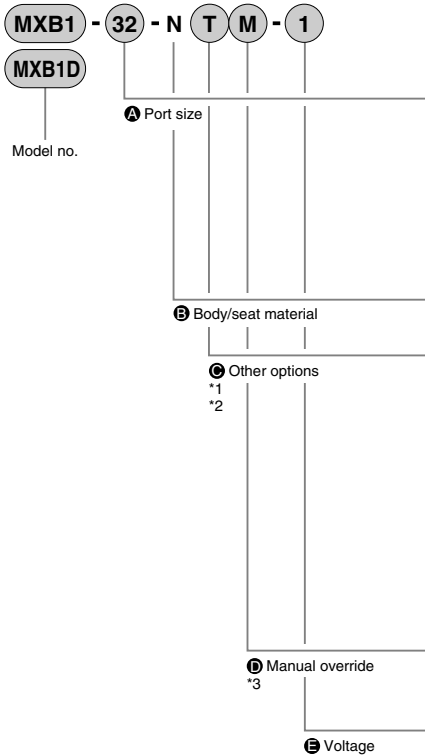 MXB1 - 32 - N T M - 1
MXB1D
A Port size
Model no.
B Body/seat material
C Other options
*1
*2
D Manual override
*3
E Voltage